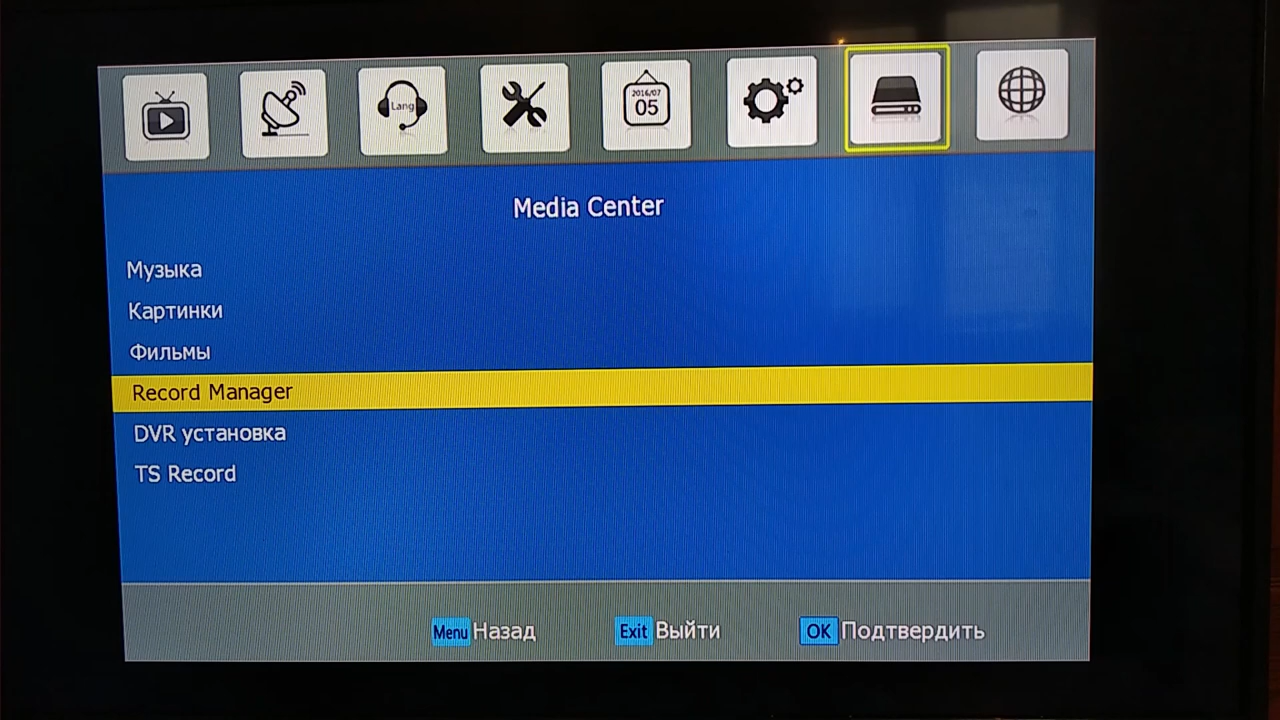 Lang
2016/07
05
Media Center
Музыка
Картинки
Фильмы
Record Manager
DVR установка
TS Record
Menu Назад Exit Выйти OK Подтвердить